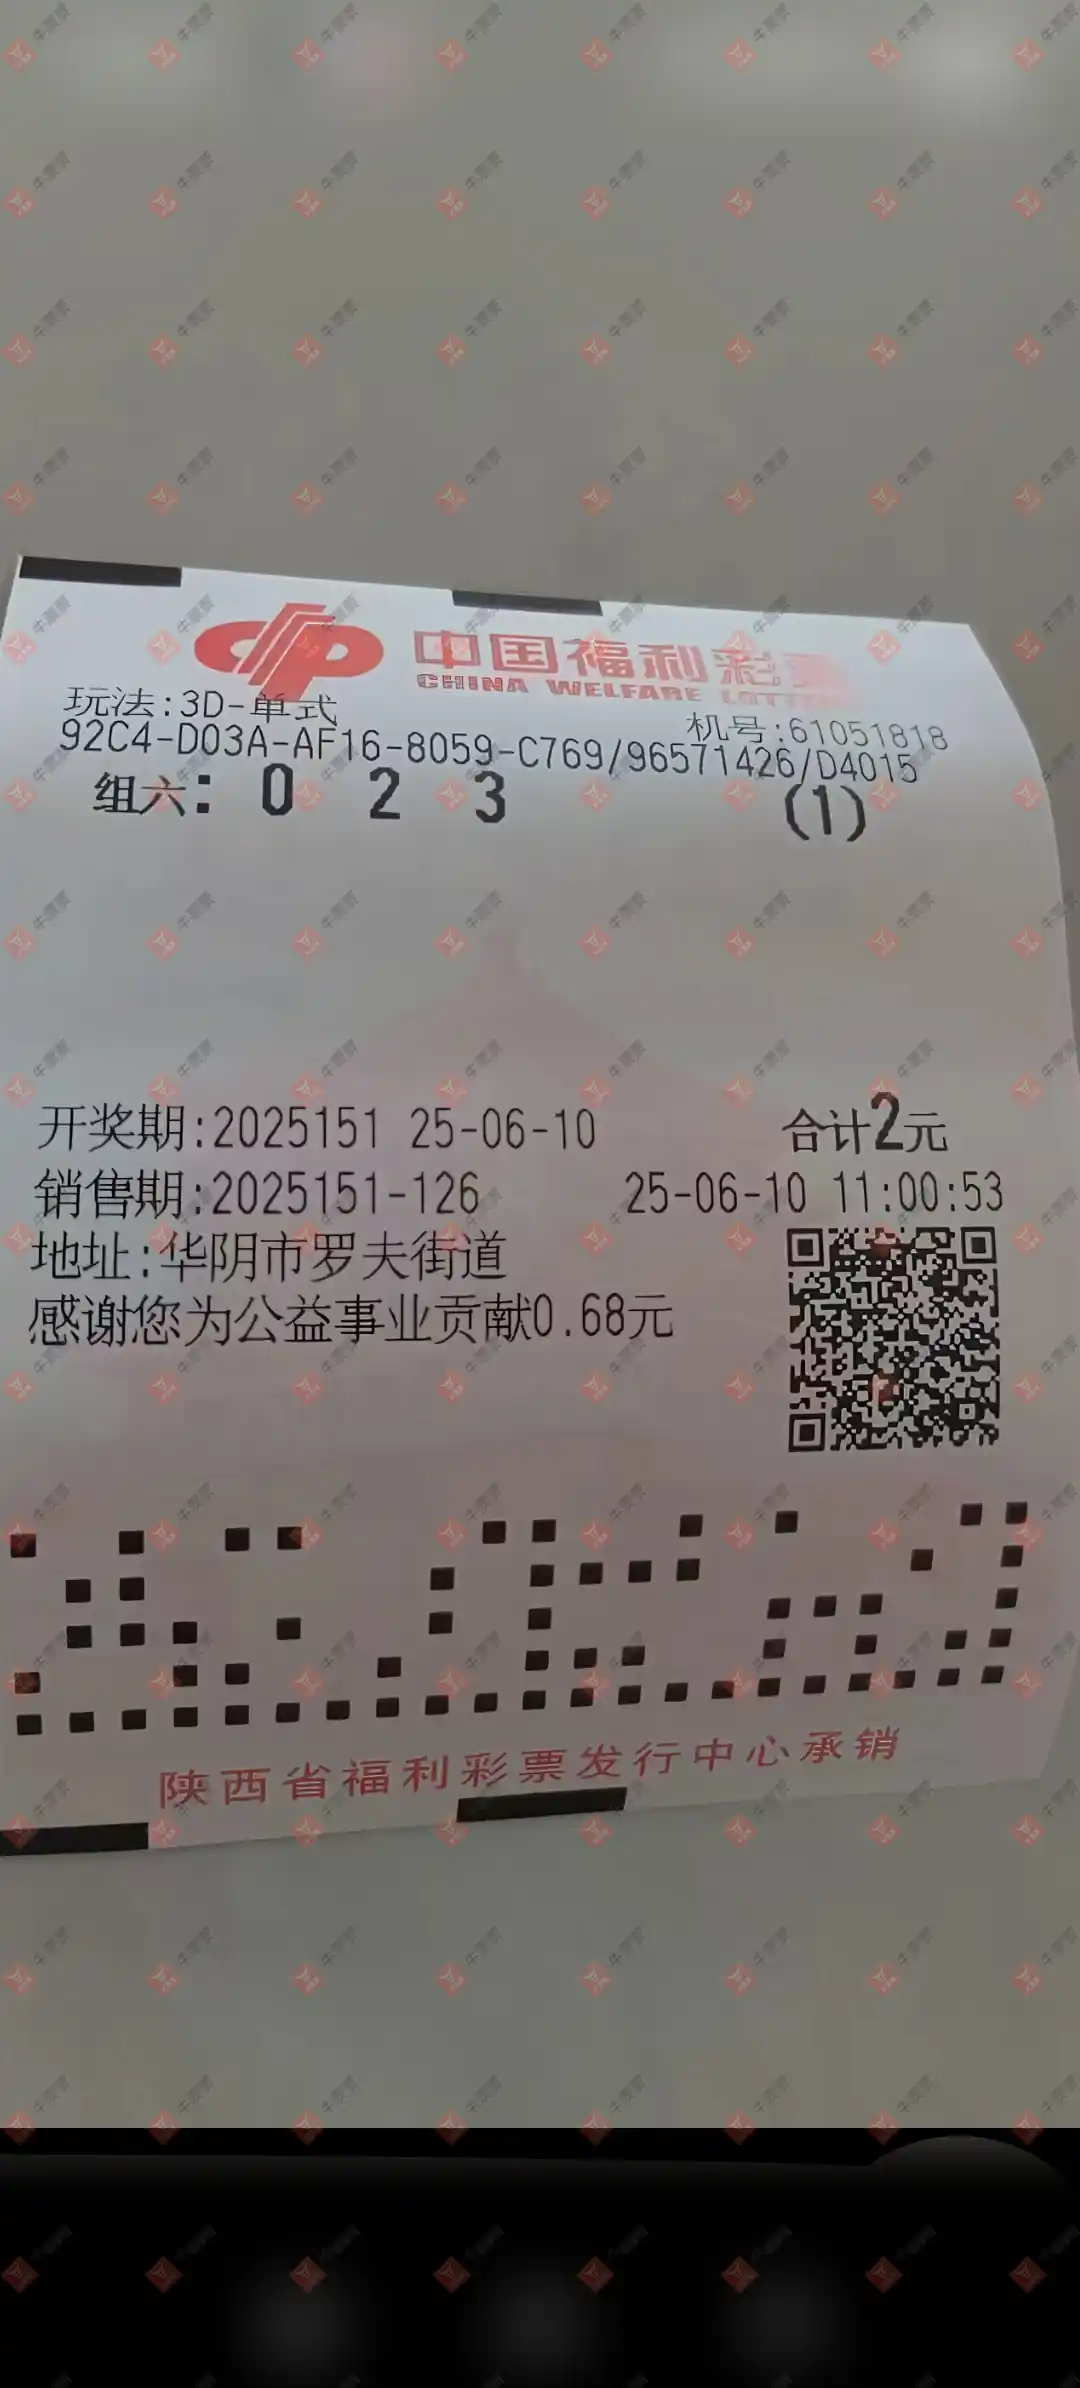 中国福利彩票
CHINA WELFARE LOTTERY
玩法:3D-单式
机号:61051818
92C4-D03A-AF16-8059-C769/96571426/D4015
组六: 0 2 3 (1)
开奖期:2025151 25-06-10 合计2元
销售期:2025151-126 25-06-10 11:00:53
地址:华阴市罗夫街道
感谢您为公益事业贡献0.68元
陕西省福利彩票发行中心承销